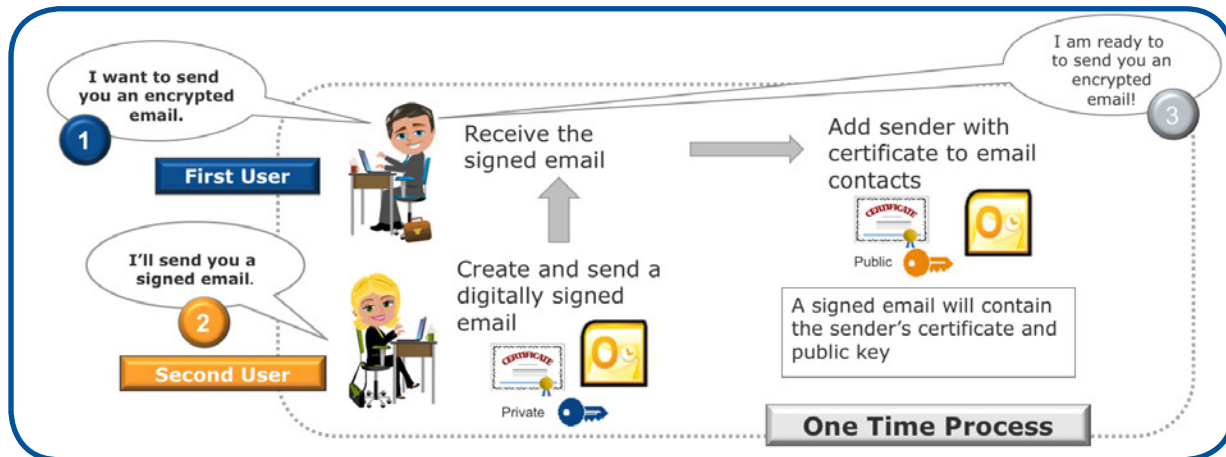 I want to send
you an encrypted
email.
1
First User
I'll send you a
signed email.
2
Second User
Receive the
signed email
Create and send a
digitally signed
email
CERTIFICATE
Private
Add sender with
certificate to email
contacts
CERTIFICATE
Public
A signed email will contain
the sender's certificate and
public key
I am ready to
to send you an
encrypted
email!
3
One Time Process